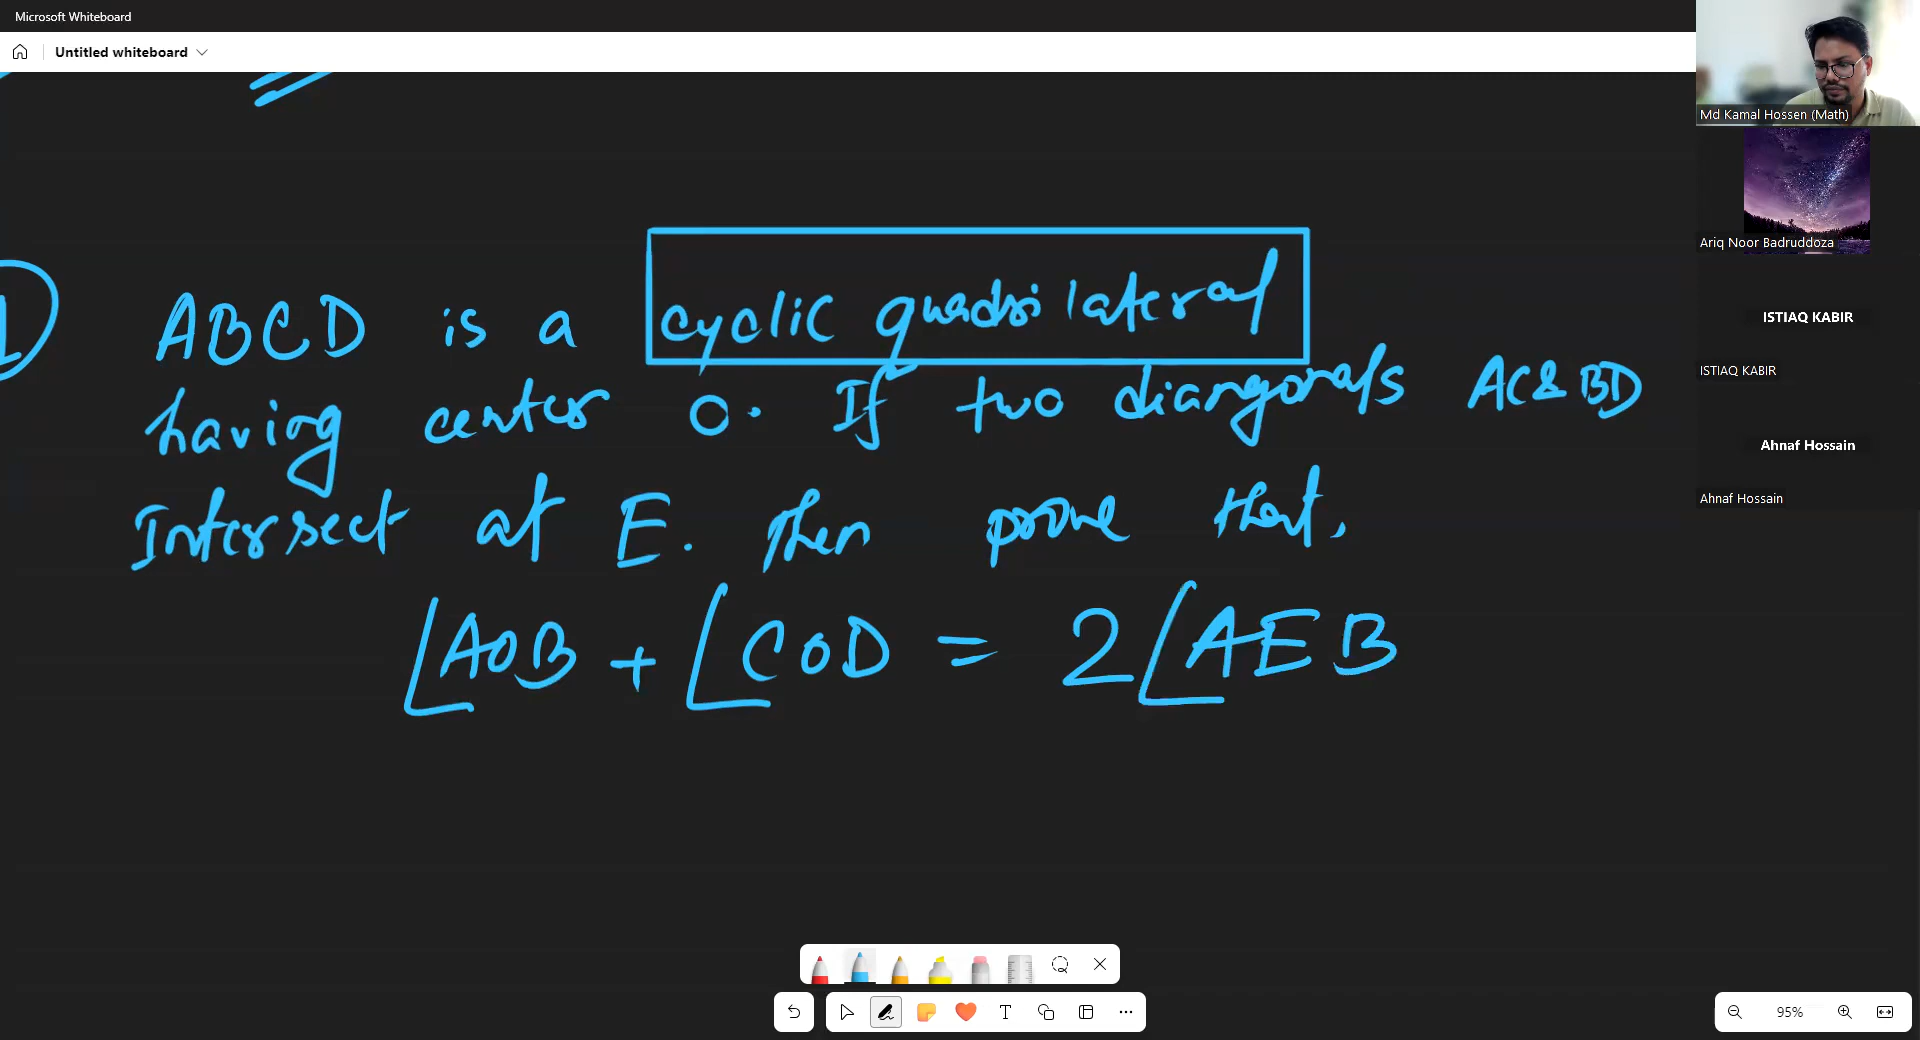 Microsoft Whiteboard
Untitled whiteboard
Md Kamal Hossen (Math)
Ariq Noor Badruddoza
ISTIAQ KABIR
ISTIAQ KABIR
Ahnaf Hossain
Ahnaf Hossain
1
ABCD is a cyclic quadrilateral
having center O. If two diangonals AC & BD
Intersect at E. Then prove that,
∠AOB + ∠COD = 2∠AEB
T
95%